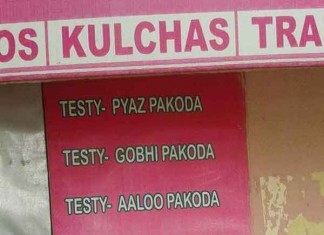 OS KULCHAS TRA
TESTY- PYAZ PAKODA
TESTY- GOBHI PAKODA
TESTY- AALOO PAKODA